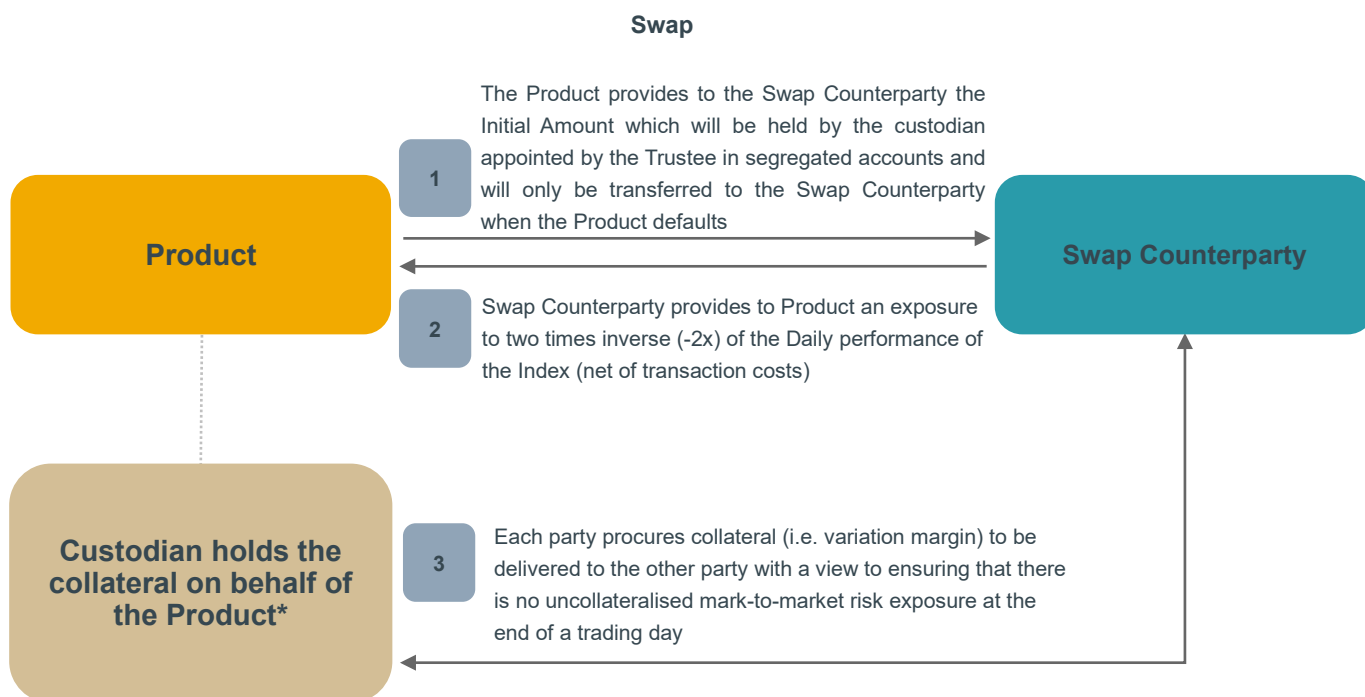 Swap
The Product provides to the Swap Counterparty the
Initial Amount which will be held by the custodian
appointed by the Trustee in segregated accounts and
will only be transferred to the Swap Counterparty
when the Product defaults
1
Product
Swap Counterparty
2
Swap Counterparty provides to Product an exposure
to two times inverse (-2x) of the Daily performance of
the Index (net of transaction costs)
Custodian holds the
collateral on behalf of
the Product*
3
Each party procures collateral (i.e. variation margin) to be
delivered to the other party with a view to ensuring that there
is no uncollateralised mark-to-market risk exposure at the
end of a trading day